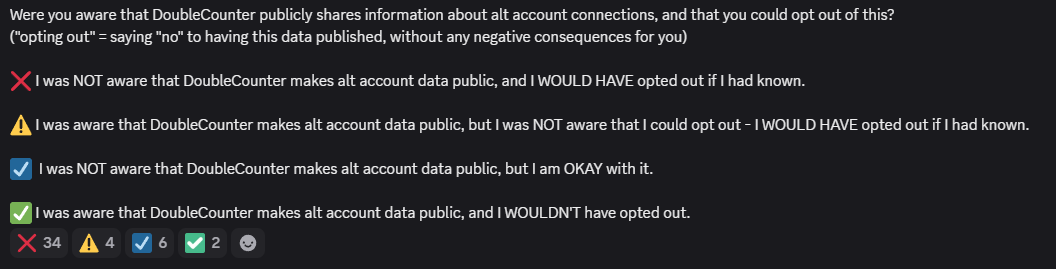 Were you aware that DoubleCounter publicly shares information about alt account connections, and that you could opt out of this?
("opting out" = saying "no" to having this data published, without any negative consequences for you)
❌ I was NOT aware that DoubleCounter makes alt account data public, and I WOULD HAVE opted out if I had known.
⚠️ I was aware that DoubleCounter makes alt account data public, but I was NOT aware that I could opt out - I WOULD HAVE opted out if I had known.
☑️ I was NOT aware that DoubleCounter makes alt account data public, but I am OKAY with it.
✅ I was aware that DoubleCounter makes alt account data public, and I WOULDN'T have opted out.
❌ 34 ⚠️ 4 ☑️ 6 ✅ 2